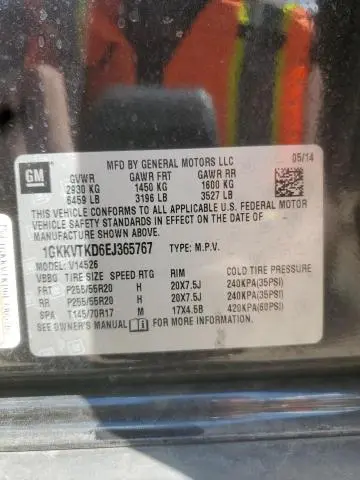 GM
MFD BY GENERAL MOTORS LLC 05/14
GVWR GAWR FRT GAWR RR
2930 KG 1450 KG 1600 KG
6459 LB 3196 LB 3527 LB
THIS VEHICLE CONFORMS TO ALL APPLICABLE U.S. FEDERAL MOTOR
VEHICLE SAFETY STANDARDS IN EFFECT ON THE DATE OF
MANUFACTURE SHOWN ABOVE.
1GKKVTKD6EJ365767 TYPE: M.P.V.
MODEL: V14526
VBBG TIRE SIZE SPEED RTG RIM COLD TIRE PRESSURE
FRT P255/55R20 H 20X7.5J 240KPA(35PSI)
RR P255/55R20 H 20X7.5J 240KPA(35PSI)
SPA T145/70R17 M 17X4.5B 420KPA(60PSI)
SEE OWNER'S MANUAL FOR MORE INFORMATION